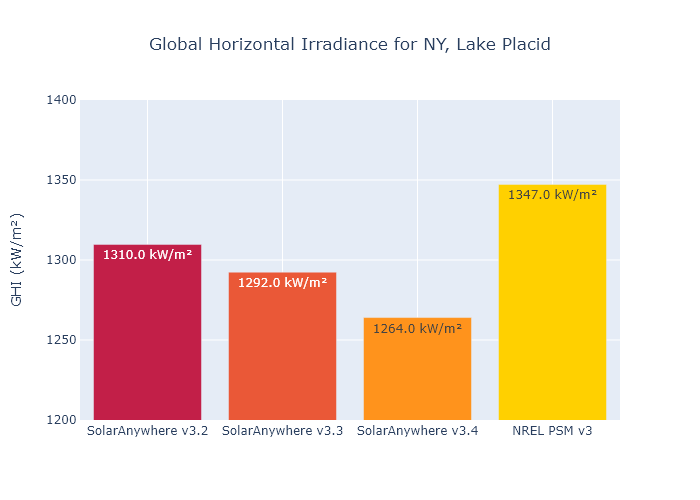 Global Horizontal Irradiance for NY, Lake Placid
GHI (kW/m²)
1400
1350
1300
1250
1200
1310.0 kW/m²
1292.0 kW/m²
1264.0 kW/m²
1347.0 kW/m²
SolarAnywhere v3.2
SolarAnywhere v3.3
SolarAnywhere v3.4
NREL PSM v3